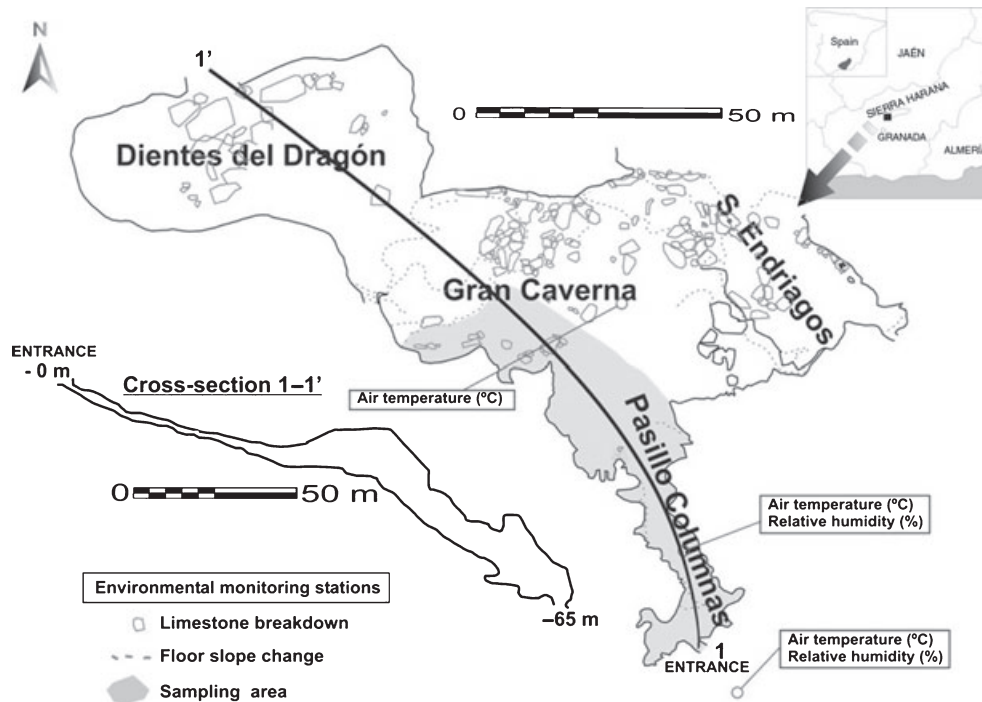 N
1'
0 50 m
Spain
JAÉN
SIERRA HARANA
GRANADA
ALMERÍ
Dientes del Dragón
S. Endriagos
Gran Caverna
ENTRANCE
- 0 m
Cross-section 1–1'
Air temperature (ºC)
Pasillo Columnas
0 50 m
Air temperature (ºC)
Relative humidity (%)
Environmental monitoring stations
Limestone breakdown
–65 m
Floor slope change
1
ENTRANCE
Air temperature (ºC)
Relative humidity (%)
Sampling area